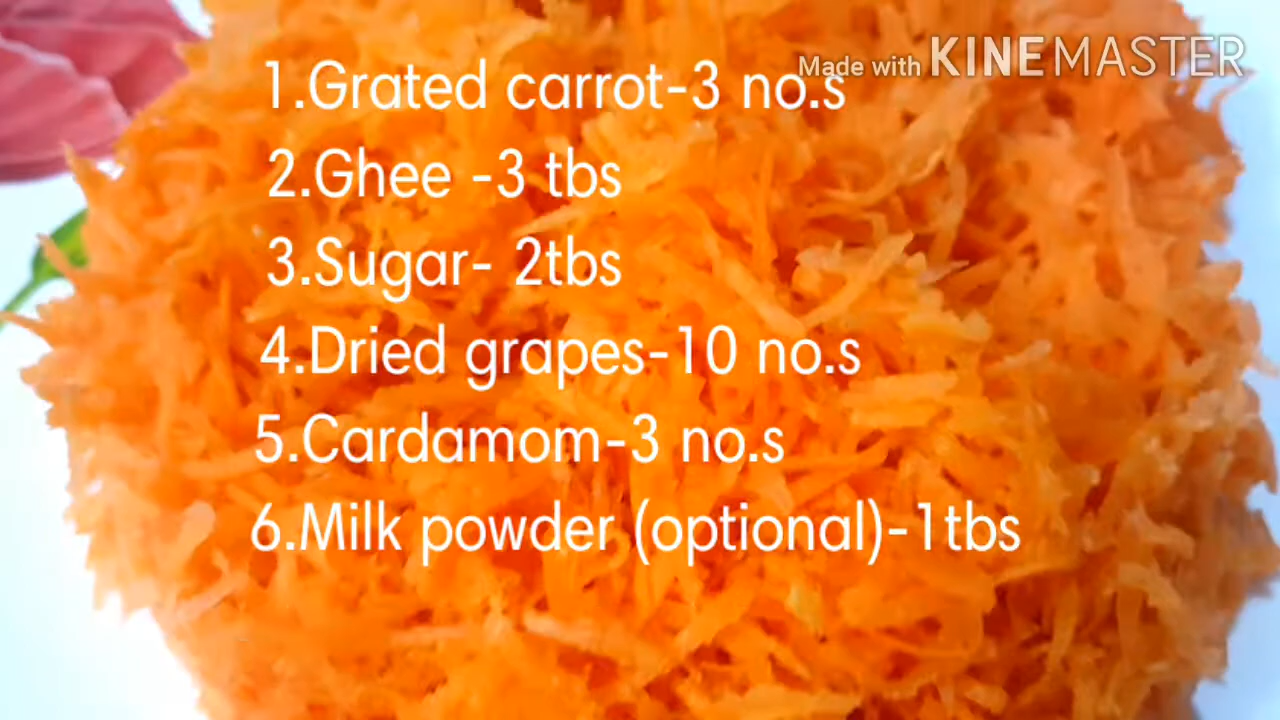 Made with KINEMASTER
1.Grated carrot-3 no.s
2.Ghee -3 tbs
3.Sugar- 2tbs
4.Dried grapes-10 no.s
5.Cardamom-3 no.s
6.Milk powder (optional)-1tbs